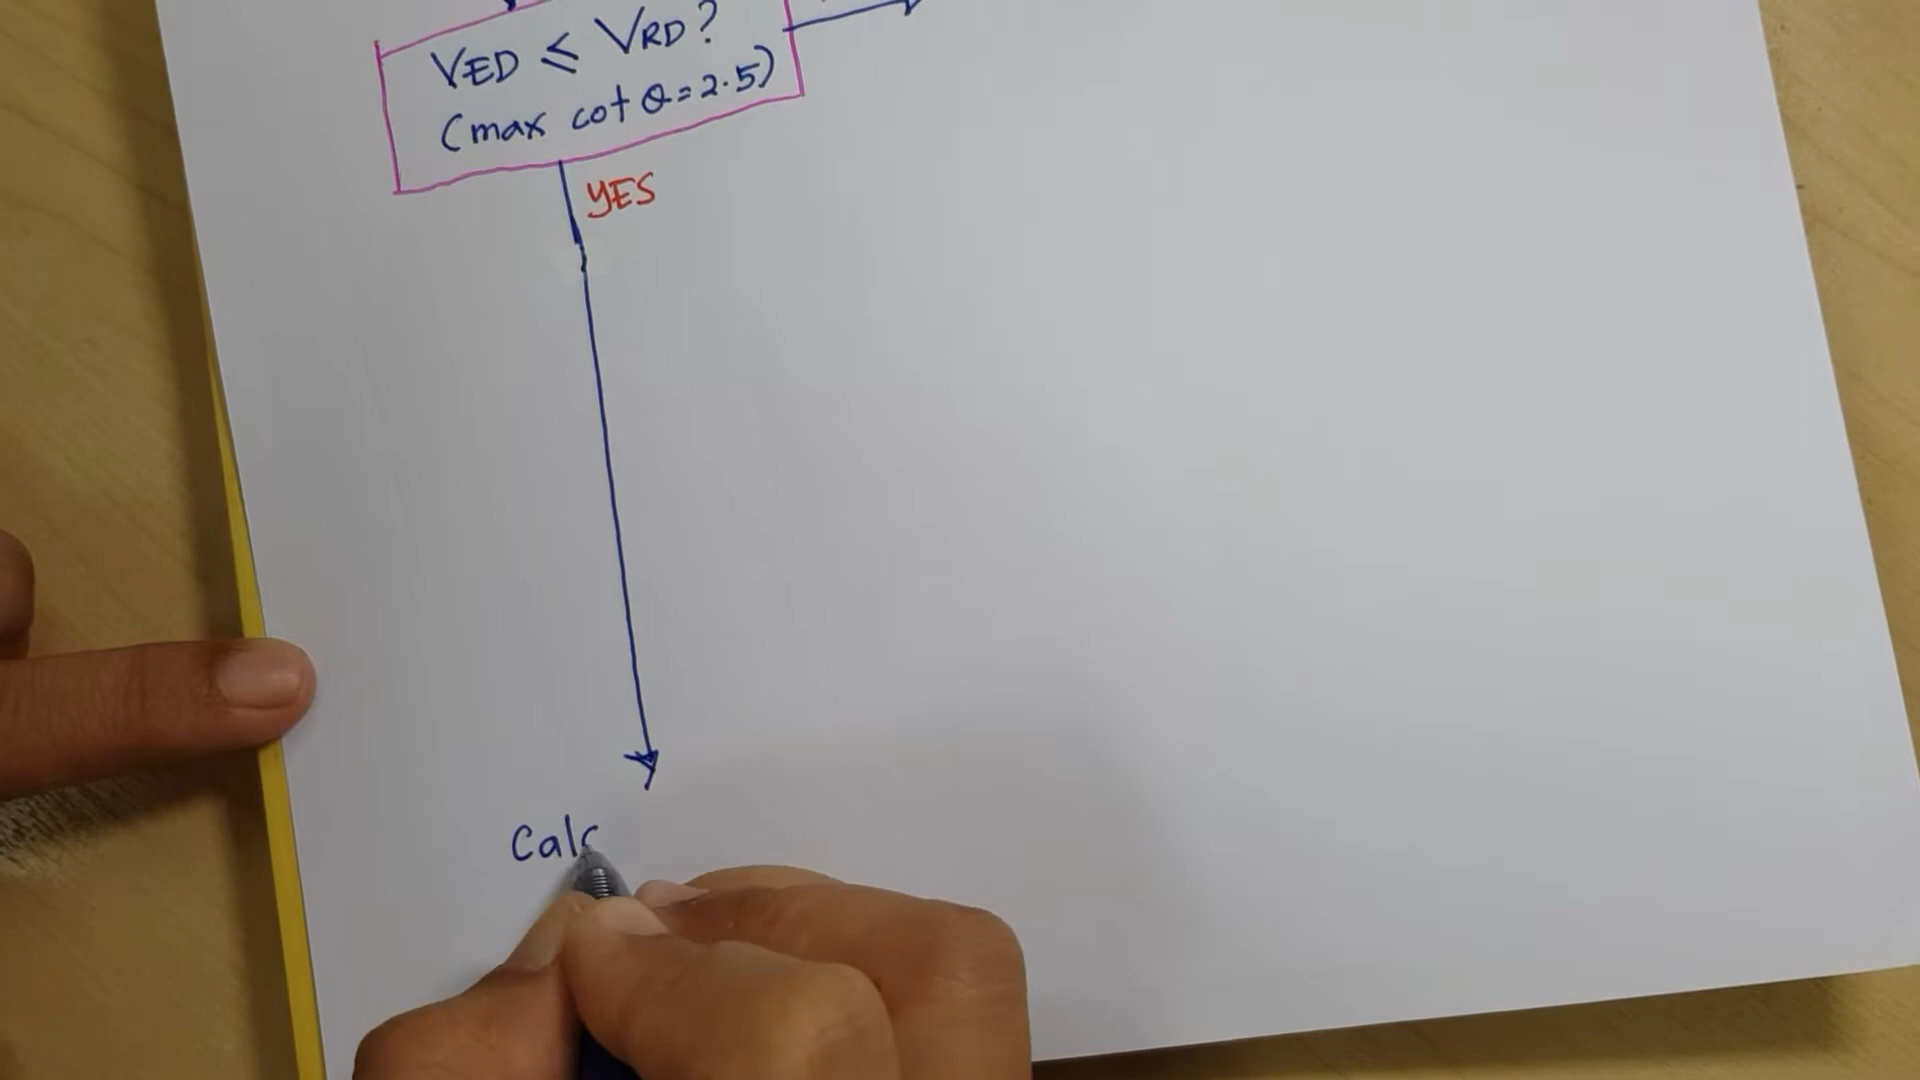 VED ≤ VRD?
(max cot θ = 2.5)
YES
Calc